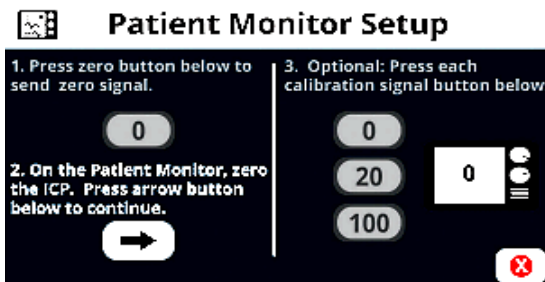 Patient Monitor Setup
1. Press zero button below to
send zero signal.
0
2. On the Patient Monitor, zero
the ICP. Press arrow button
below to continue.
3. Optional: Press each
calibration signal button below
0
20
100
0
X